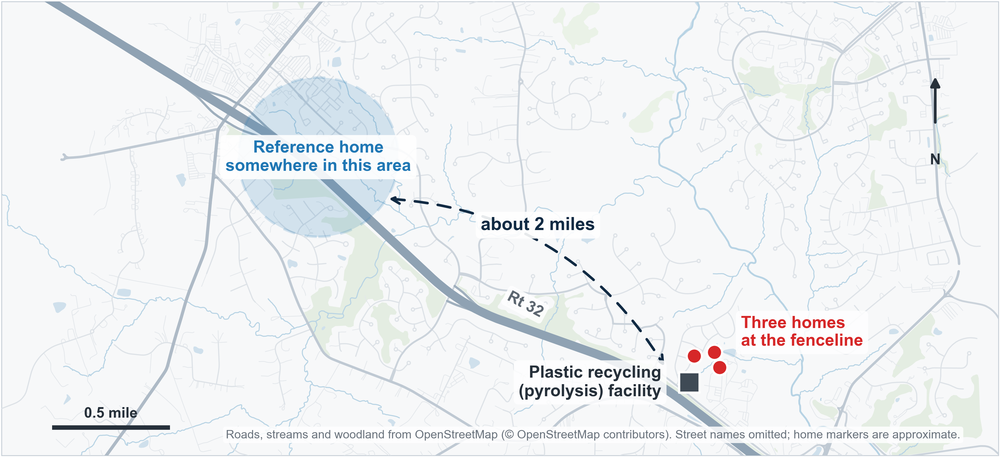 N
Reference home
somewhere in this area
about 2 miles
Rt 32
Three homes
at the fenceline
Plastic recycling
(pyrolysis) facility
0.5 mile
Roads, streams and woodland from OpenStreetMap (© OpenStreetMap contributors). Street names omitted; home markers are approximate.